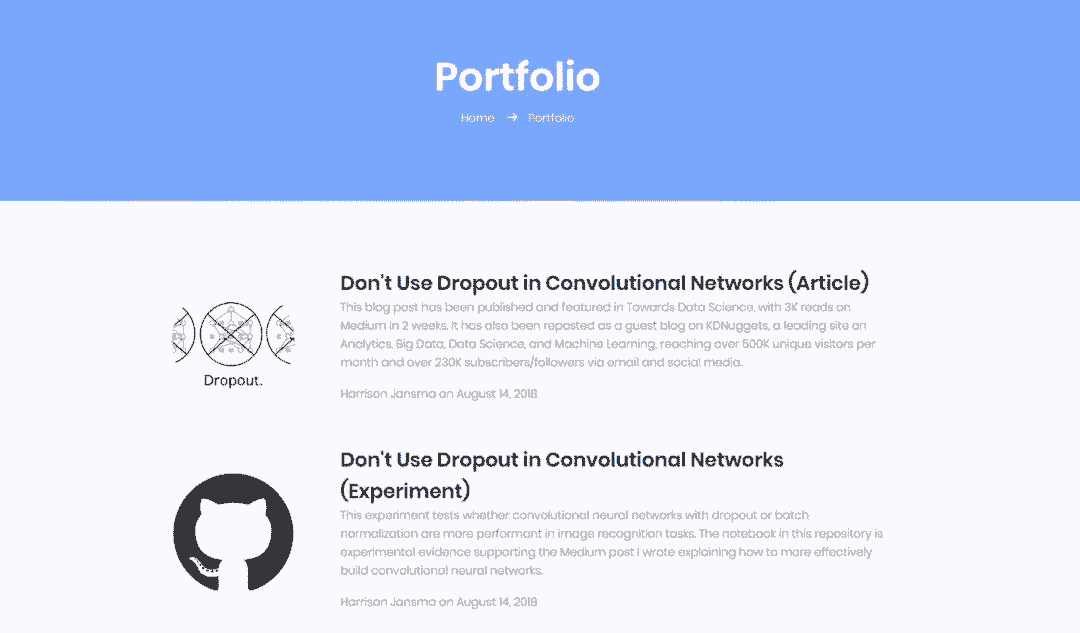 Portfolio
Home → Portfolio
Don't Use Dropout in Convolutional Networks (Article)
This blog post has been published and featured in Towards Data Science, with 3K reads on
Medium in 2 weeks. It has also been reposted as a guest blog on KDNuggets, a leading site on
Analytics, Big Data, Data Science, and Machine Learning, reaching over 500K unique visitors per
month and over 230K subscribers/followers via email and social media.
Harrison Jansma on August 14, 2018
Dropout.
Don't Use Dropout in Convolutional Networks
(Experiment)
This experiment tests whether convolutional neural networks with dropout or batch
normalization are more performant in image recognition tasks. The notebook in this repository is
experimental evidence supporting the Medium post I wrote explaining how to more effectively
build convolutional neural networks.
Harrison Jansma on August 14, 2018